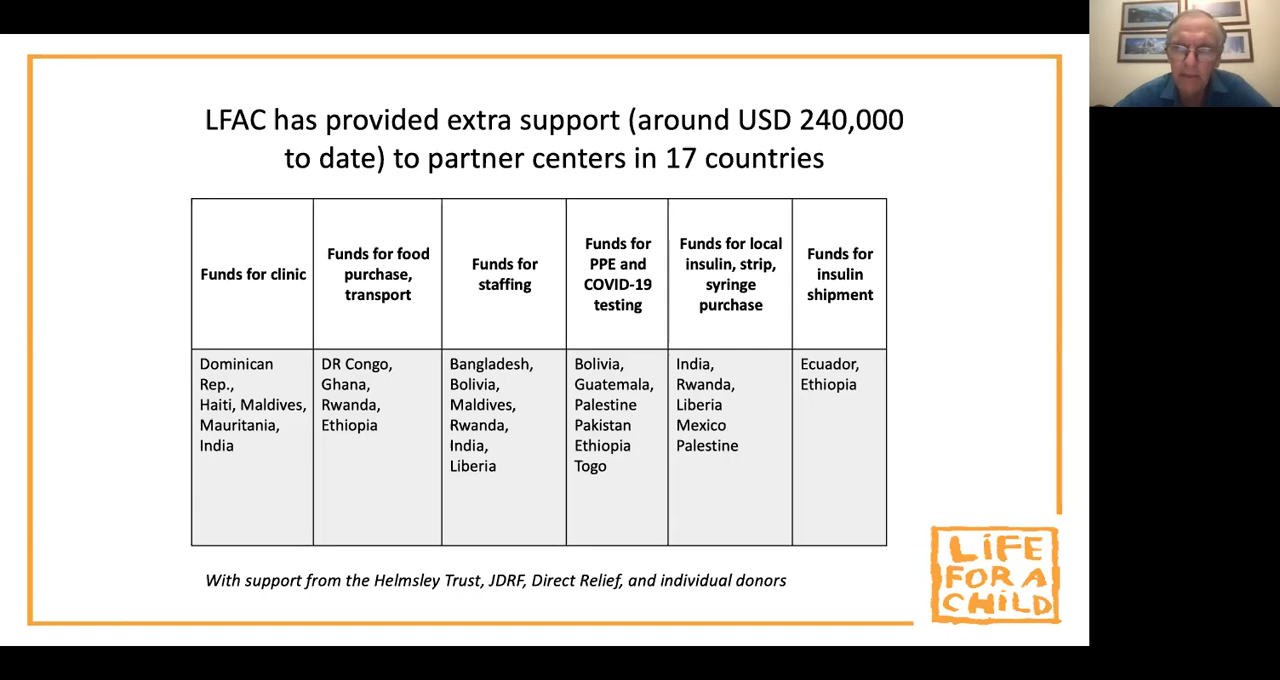 LFAC has provided extra support (around USD 240,000
to date) to partner centers in 17 countries
Funds for clinic
Funds for food
purchase,
transport
Funds for
staffing
Funds for
PPE and
COVID-19
testing
Funds for local
insulin, strip,
syringe
purchase
Funds for
insulin
shipment
Dominican
Rep.,
Haiti, Maldives,
Mauritania,
India
DR Congo,
Ghana,
Rwanda,
Ethiopia
Bangladesh,
Bolivia,
Maldives,
Rwanda,
India,
Liberia
Bolivia,
Guatemala,
Palestine
Pakistan
Ethiopia
Togo
India,
Rwanda,
Liberia
Mexico
Palestine
Ecuador,
Ethiopia
With support from the Helmsley Trust, JDRF, Direct Relief, and individual donors
LiFE
FOR A
CHiLD